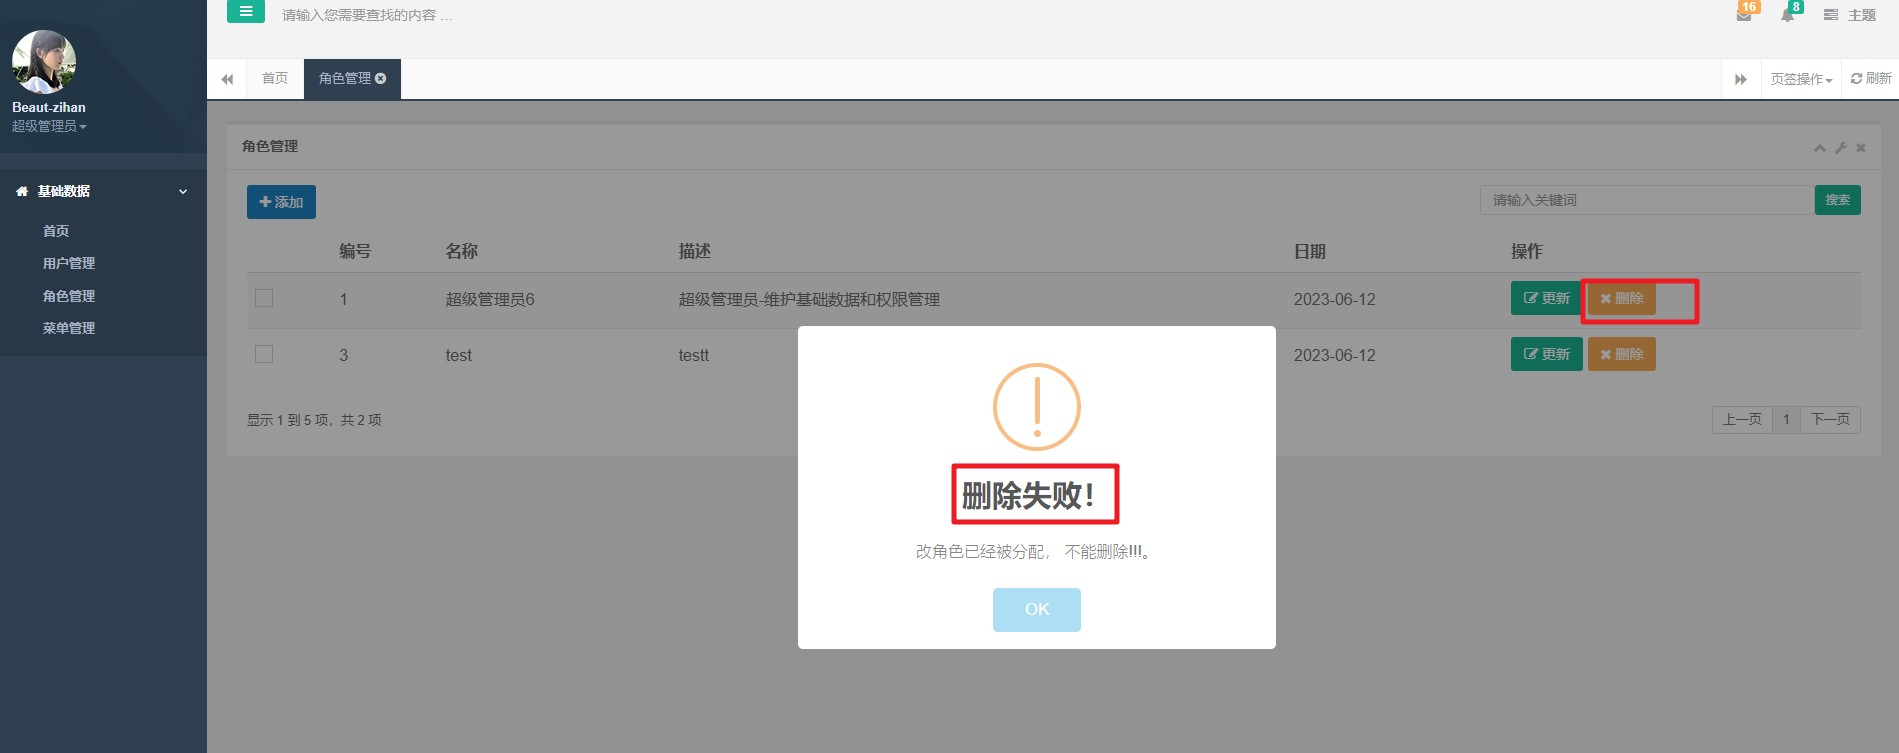 请输入您需要查找的内容 …
16
8
主题
Beaut-zihan
超级管理员
首页
角色管理
页签操作
刷新
基础数据
首页
用户管理
角色管理
菜单管理
角色管理
添加
请输入关键词
搜索
编号 名称 描述 日期 操作
1 超级管理员6 超级管理员-维护基础数据和权限管理 2023-06-12 更新 删除
3 test testt 2023-06-12 更新 删除
显示 1 到 5 项，共 2 项
上一页 1 下一页
删除失败！
改角色已经被分配， 不能删除!!!。
OK